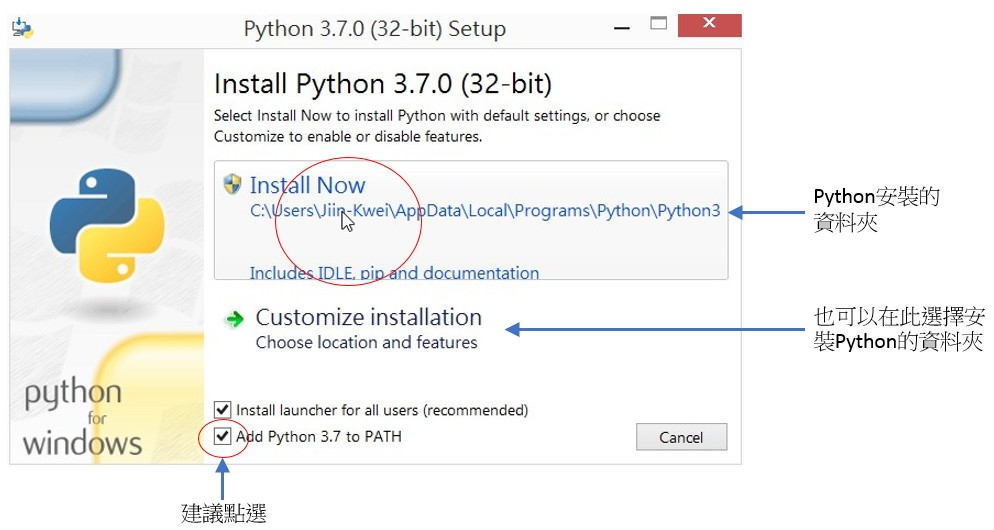 Python 3.7.0 (32-bit) Setup
Install Python 3.7.0 (32-bit)
Select Install Now to install Python with default settings, or choose
Customize to enable or disable features.
Install Now
C:\Users\Jiin-Kwei\AppData\Local\Programs\Python\Python3
Includes IDLE, pip and documentation
Python安裝的
資料夾
Customize installation
Choose location and features
也可以在此選擇安
裝Python的資料夾
Install launcher for all users (recommended)
Add Python 3.7 to PATH
Cancel
python
for
windows
建議點選